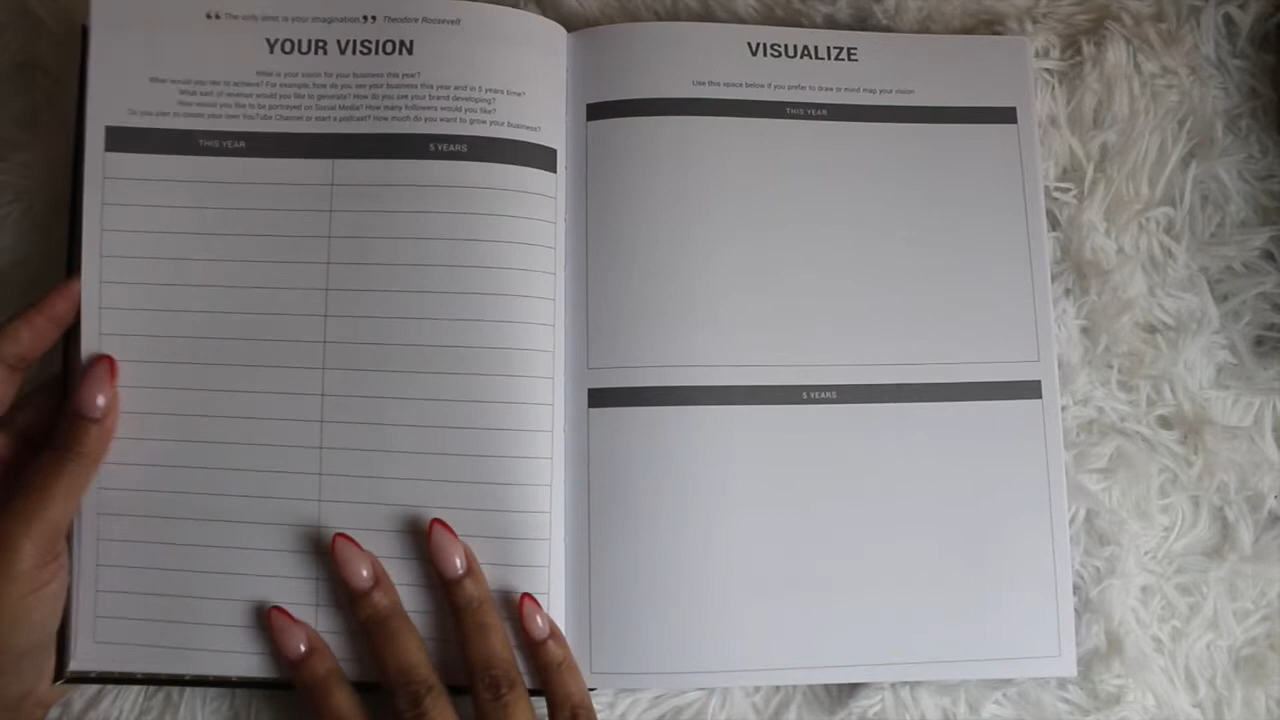 ❝ The only limit is your imagination.❞ Theodore Roosevelt
YOUR VISION
What is your vision for your business this year?
What would you like to achieve? For example, how do you see your business this year and in 5 years time?
What sort of revenue would you like to generate? How do you see your brand developing?
How would you like to be portrayed on Social Media? How many followers would you like?
Do you plan to create your own YouTube Channel or start a podcast? How much do you want to grow your business?
THIS YEAR
5 YEARS
VISUALIZE
Use this space below if you prefer to draw or mind map your vision
THIS YEAR
5 YEARS